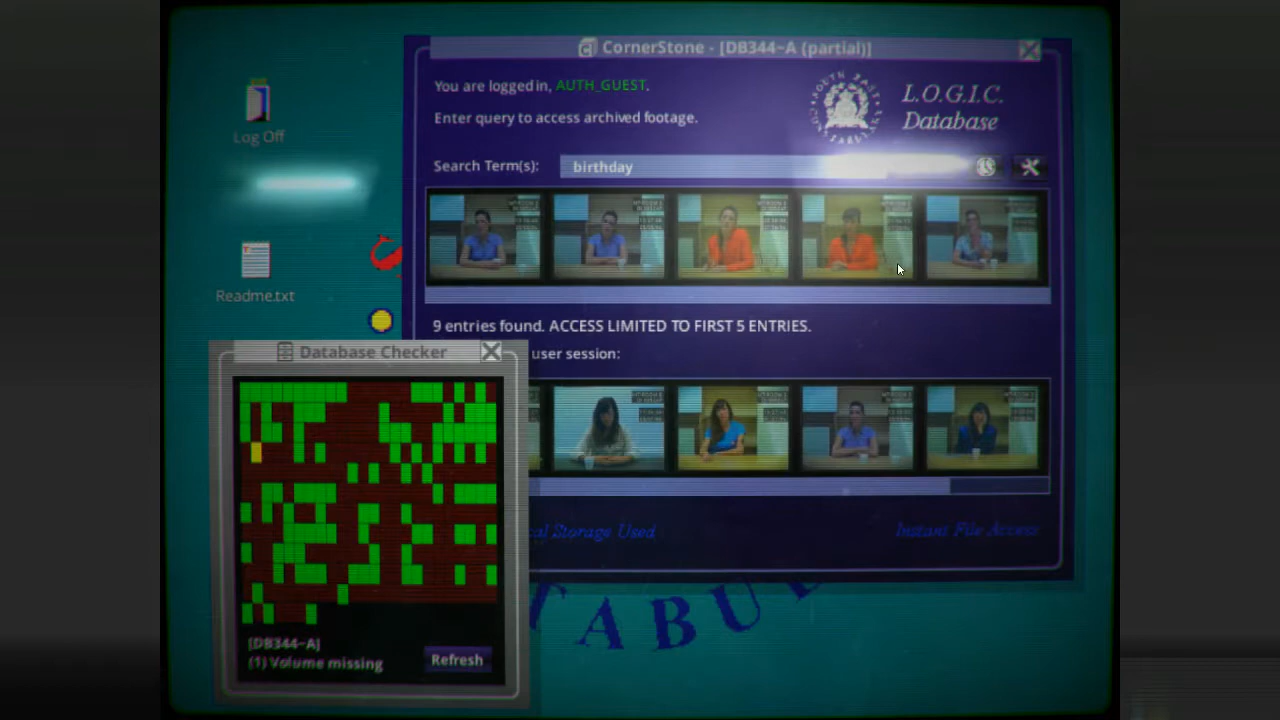 CornerStone - [DB344-A (partial)]
You are logged in, AUTH_GUEST.
Enter query to access archived footage.
L.O.G.I.C.
Database
Search Term(s):
birthday
9 entries found. ACCESS LIMITED TO FIRST 5 ENTRIES.
user session:
Storage Used
Instant File Access
Log Off
Readme.txt
Database Checker
[DB344-A]
(1) Volume missing
Refresh
TABU